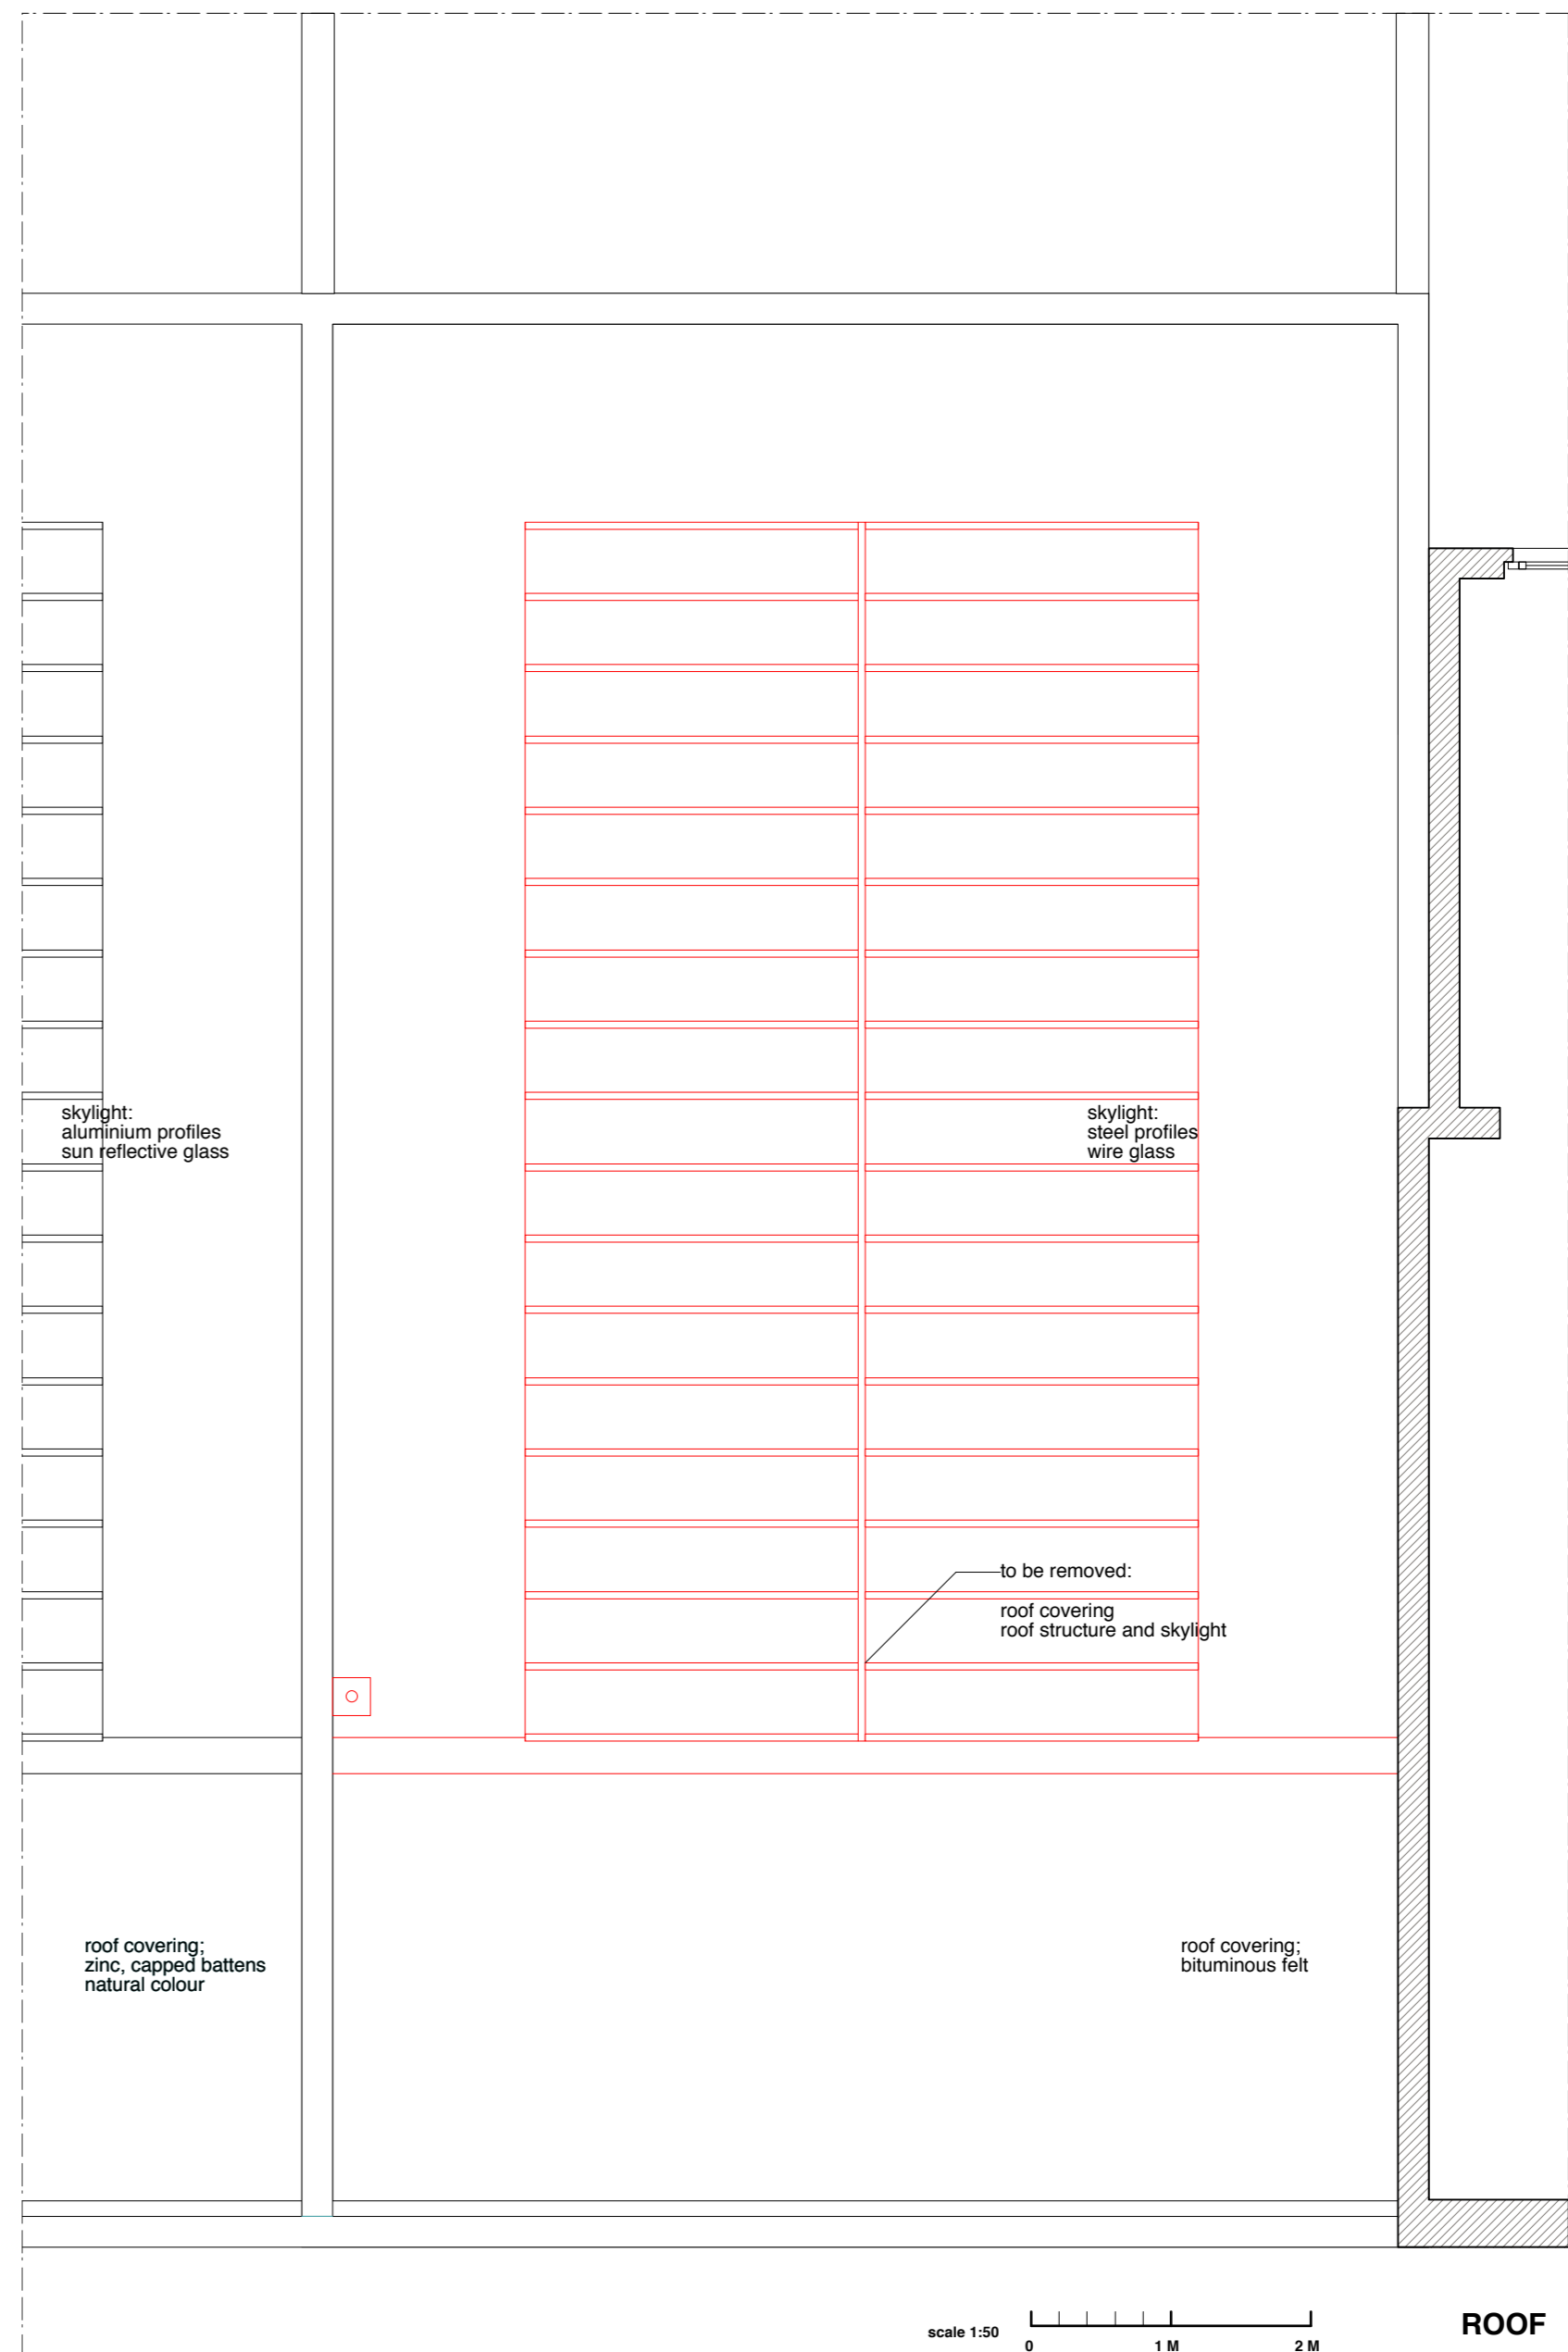 skylight:
aluminium profiles
sun reflective glass
skylight:
steel profiles
wire glass
to be removed:
roof covering
roof structure and skylight
roof covering;
zinc, capped battens
natural colour
roof covering;
bituminous felt
scale 1:50
0 1 M 2 M
ROOF